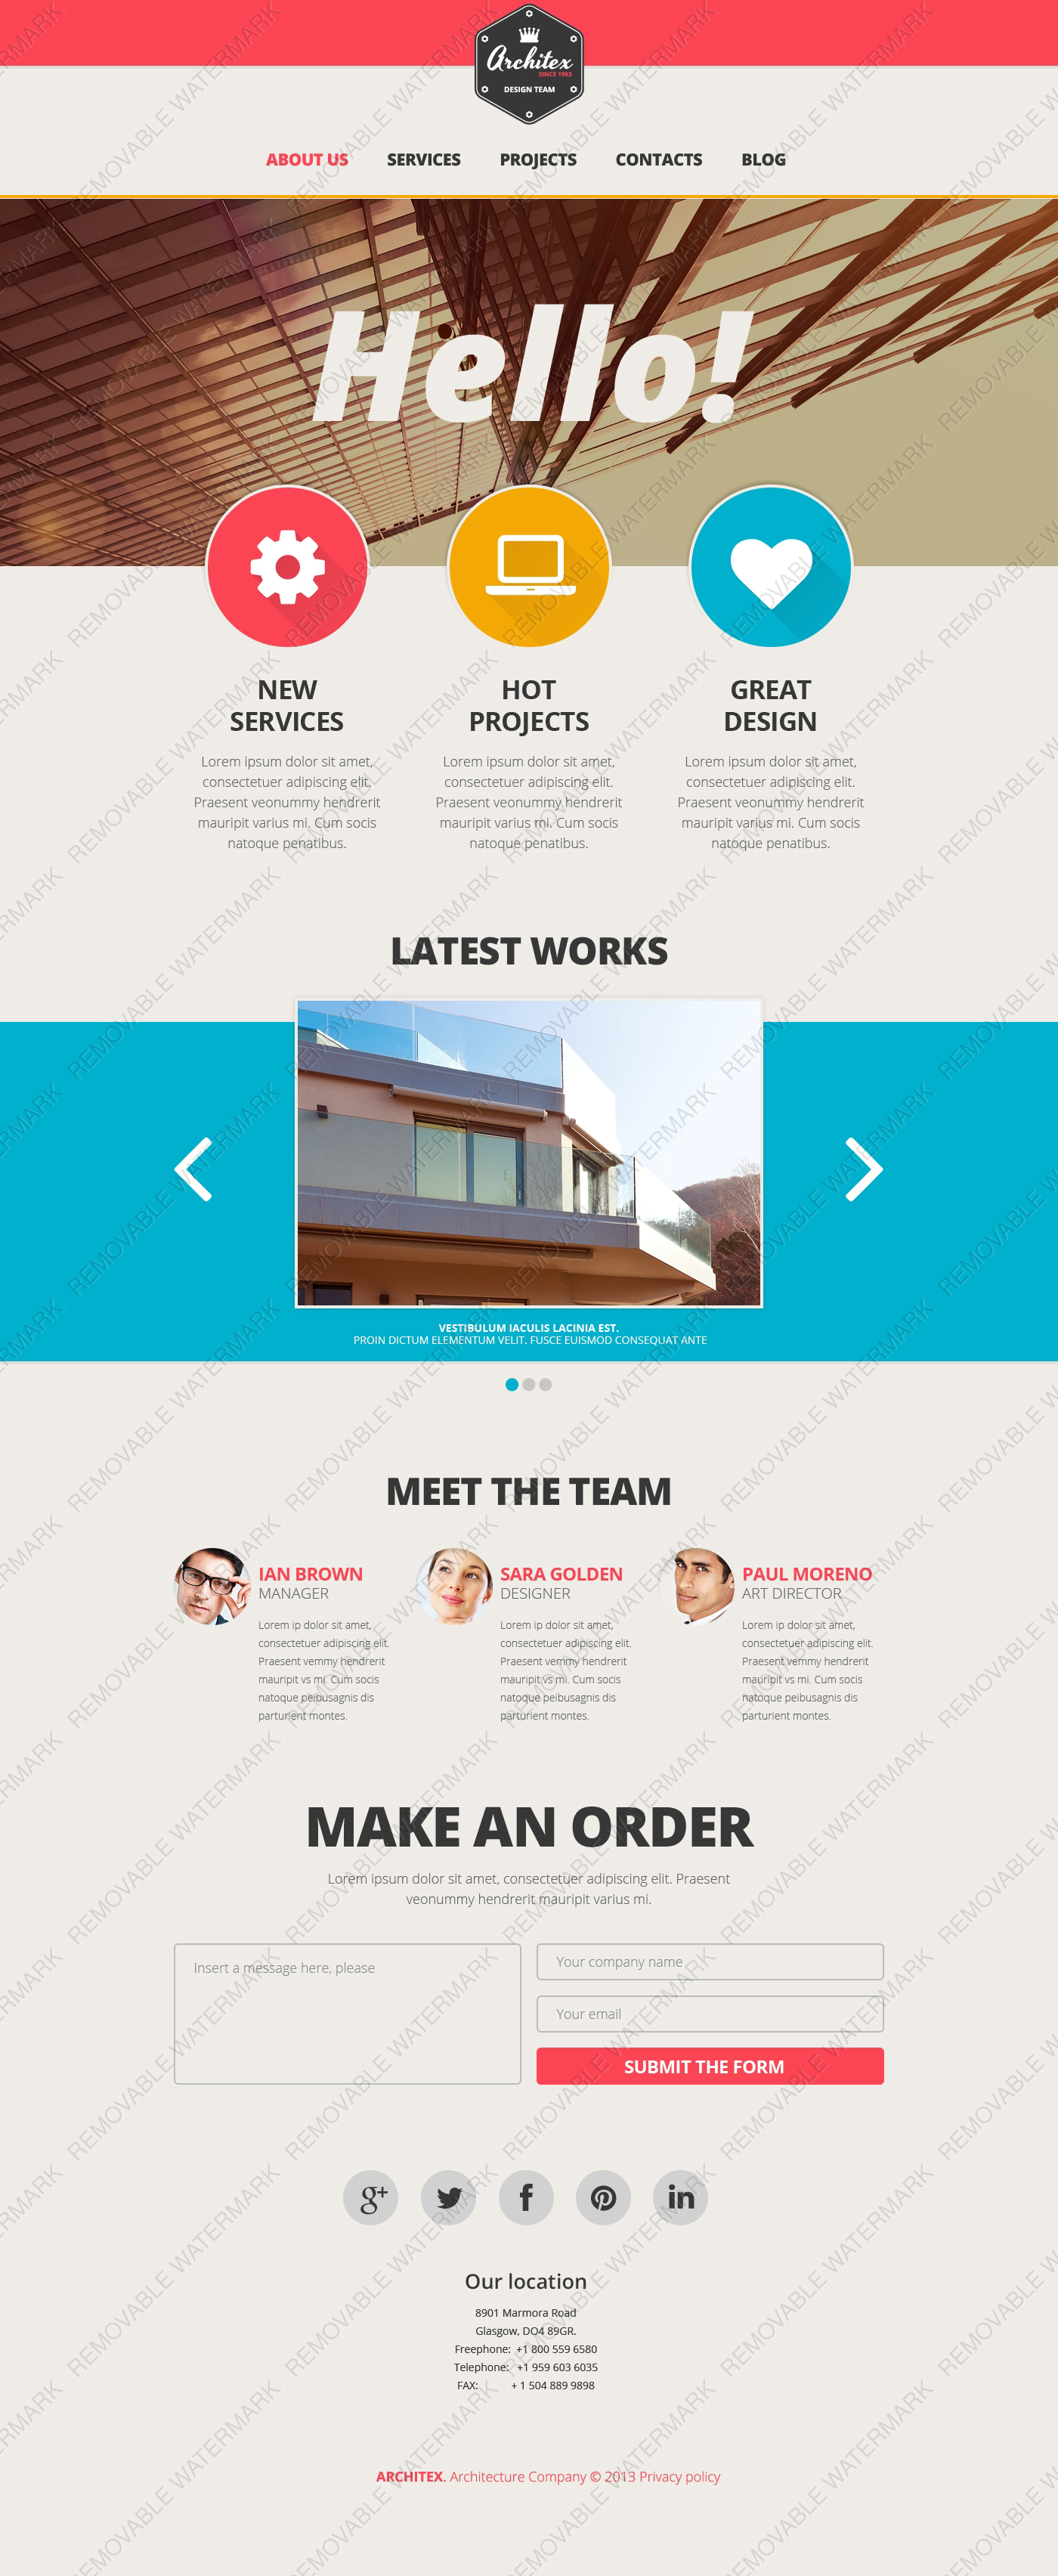 Architex
SINCE 1983
DESIGN TEAM
ABOUT US SERVICES PROJECTS CONTACTS BLOG
Hello!
NEW
SERVICES
Lorem ipsum dolor sit amet,
consectetuer adipiscing elit.
Praesent veonummy hendrerit
mauripit varius mi. Cum socis
natoque penatibus.
HOT
PROJECTS
Lorem ipsum dolor sit amet,
consectetuer adipiscing elit.
Praesent veonummy hendrerit
mauripit varius mi. Cum socis
natoque penatibus.
GREAT
DESIGN
Lorem ipsum dolor sit amet,
consectetuer adipiscing elit.
Praesent veonummy hendrerit
mauripit varius mi. Cum socis
natoque penatibus.
LATEST WORKS
VESTIBULUM IACULIS LACINIA EST.
PROIN DICTUM ELEMENTUM VELIT. FUSCE EUISMOD CONSEQUAT ANTE
MEET THE TEAM
IAN BROWN
MANAGER
Lorem ip dolor sit amet,
consectetuer adipiscing elit.
Praesent vemmy hendrerit
mauripit vs mi. Cum socis
natoque peibusagnis dis
parturient montes.
SARA GOLDEN
DESIGNER
Lorem ip dolor sit amet,
consectetuer adipiscing elit.
Praesent vemmy hendrerit
mauripit vs mi. Cum socis
natoque peibusagnis dis
parturient montes.
PAUL MORENO
ART DIRECTOR
Lorem ip dolor sit amet,
consectetuer adipiscing elit.
Praesent vemmy hendrerit
mauripit vs mi. Cum socis
natoque peibusagnis dis
parturient montes.
MAKE AN ORDER
Lorem ipsum dolor sit amet, consectetuer adipiscing elit. Praesent
veonummy hendrerit mauripit varius mi.
Insert a message here, please
Your company name
Your email
SUBMIT THE FORM
Our location
8901 Marmora Road
Glasgow, DO4 89GR.
Freephone: +1 800 559 6580
Telephone: +1 959 603 6035
FAX: + 1 504 889 9898
ARCHITEX. Architecture Company © 2013 Privacy policy
REMOVABLE WATERMARK